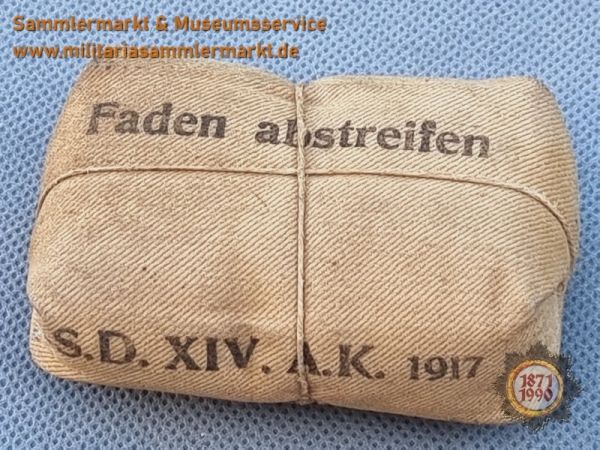 Sammlermarkt & Museumsservice
www.militariasammlermarkt.de
Faden abstreifen
S.D. XIV. A.K. 1917
1871
1990